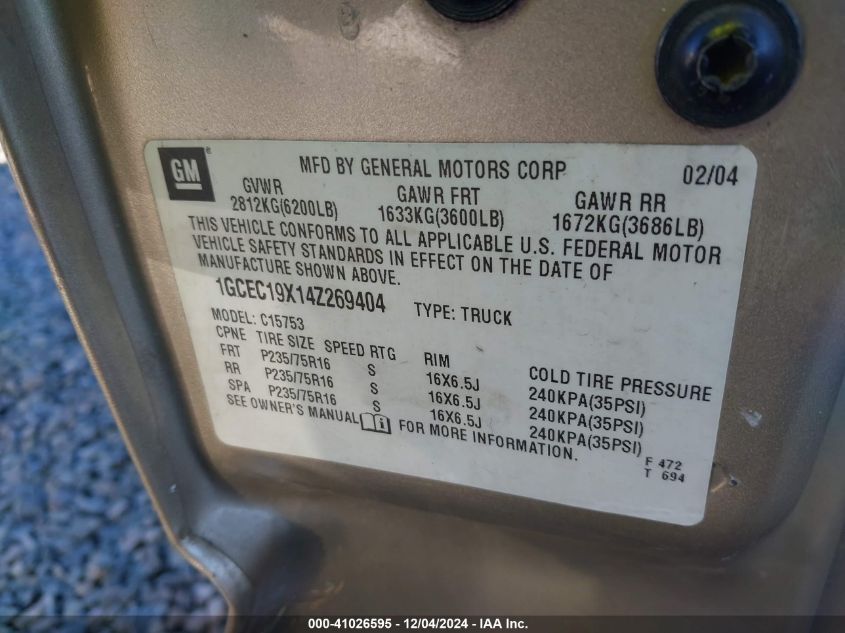 GM ® MFD BY GENERAL MOTORS CORP 02/04
GVWR GAWR FRT GAWR RR
2812KG(6200LB) 1633KG(3600LB) 1672KG(3686LB)
THIS VEHICLE CONFORMS TO ALL APPLICABLE U.S. FEDERAL MOTOR
VEHICLE SAFETY STANDARDS IN EFFECT ON THE DATE OF
MANUFACTURE SHOWN ABOVE.
1GCEC19X14Z269404 TYPE: TRUCK
MODEL: C15753
CPNE TIRE SIZE SPEED RTG RIM COLD TIRE PRESSURE
FRT P235/75R16 S 16X6.5J 240KPA(35PSI)
RR P235/75R16 S 16X6.5J 240KPA(35PSI)
SPA P235/75R16 S 16X6.5J 240KPA(35PSI)
SEE OWNER'S MANUAL i FOR MORE INFORMATION.
F 472
T 694
000-41026595 - 12/04/2024 - IAA Inc.